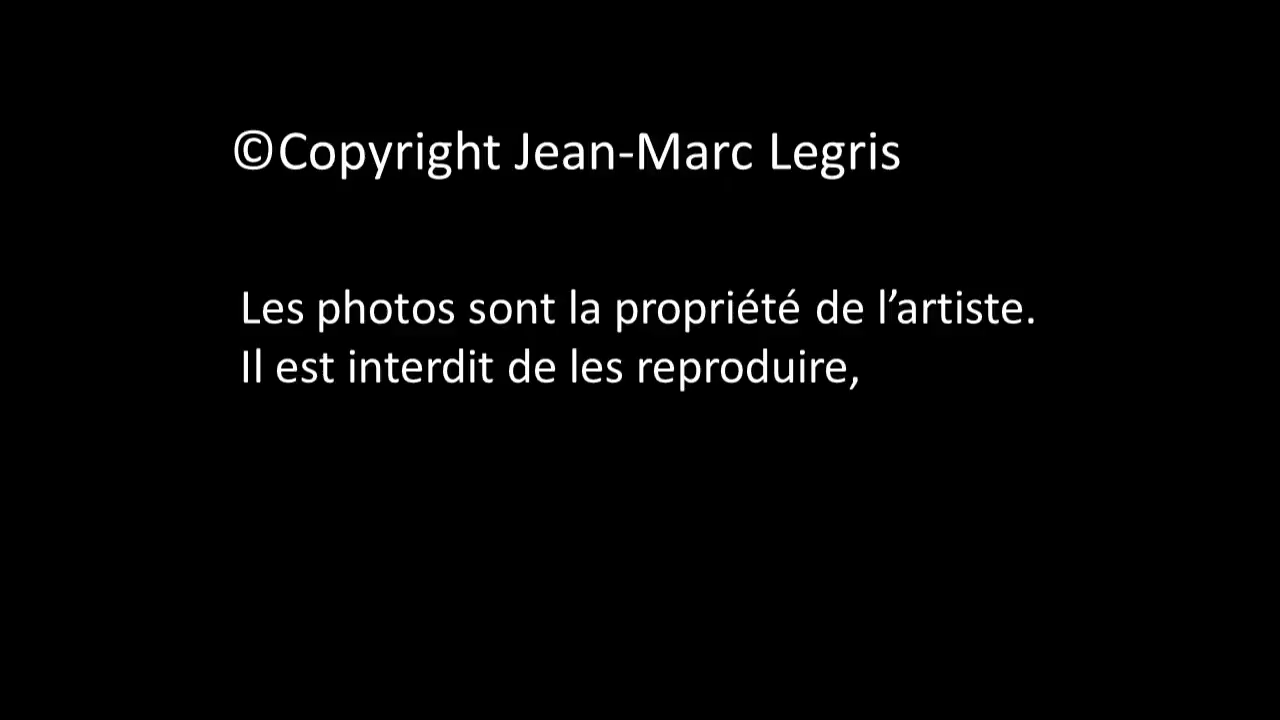 ©Copyright Jean-Marc Legris
Les photos sont la propriété de l’artiste.
Il est interdit de les reproduire,